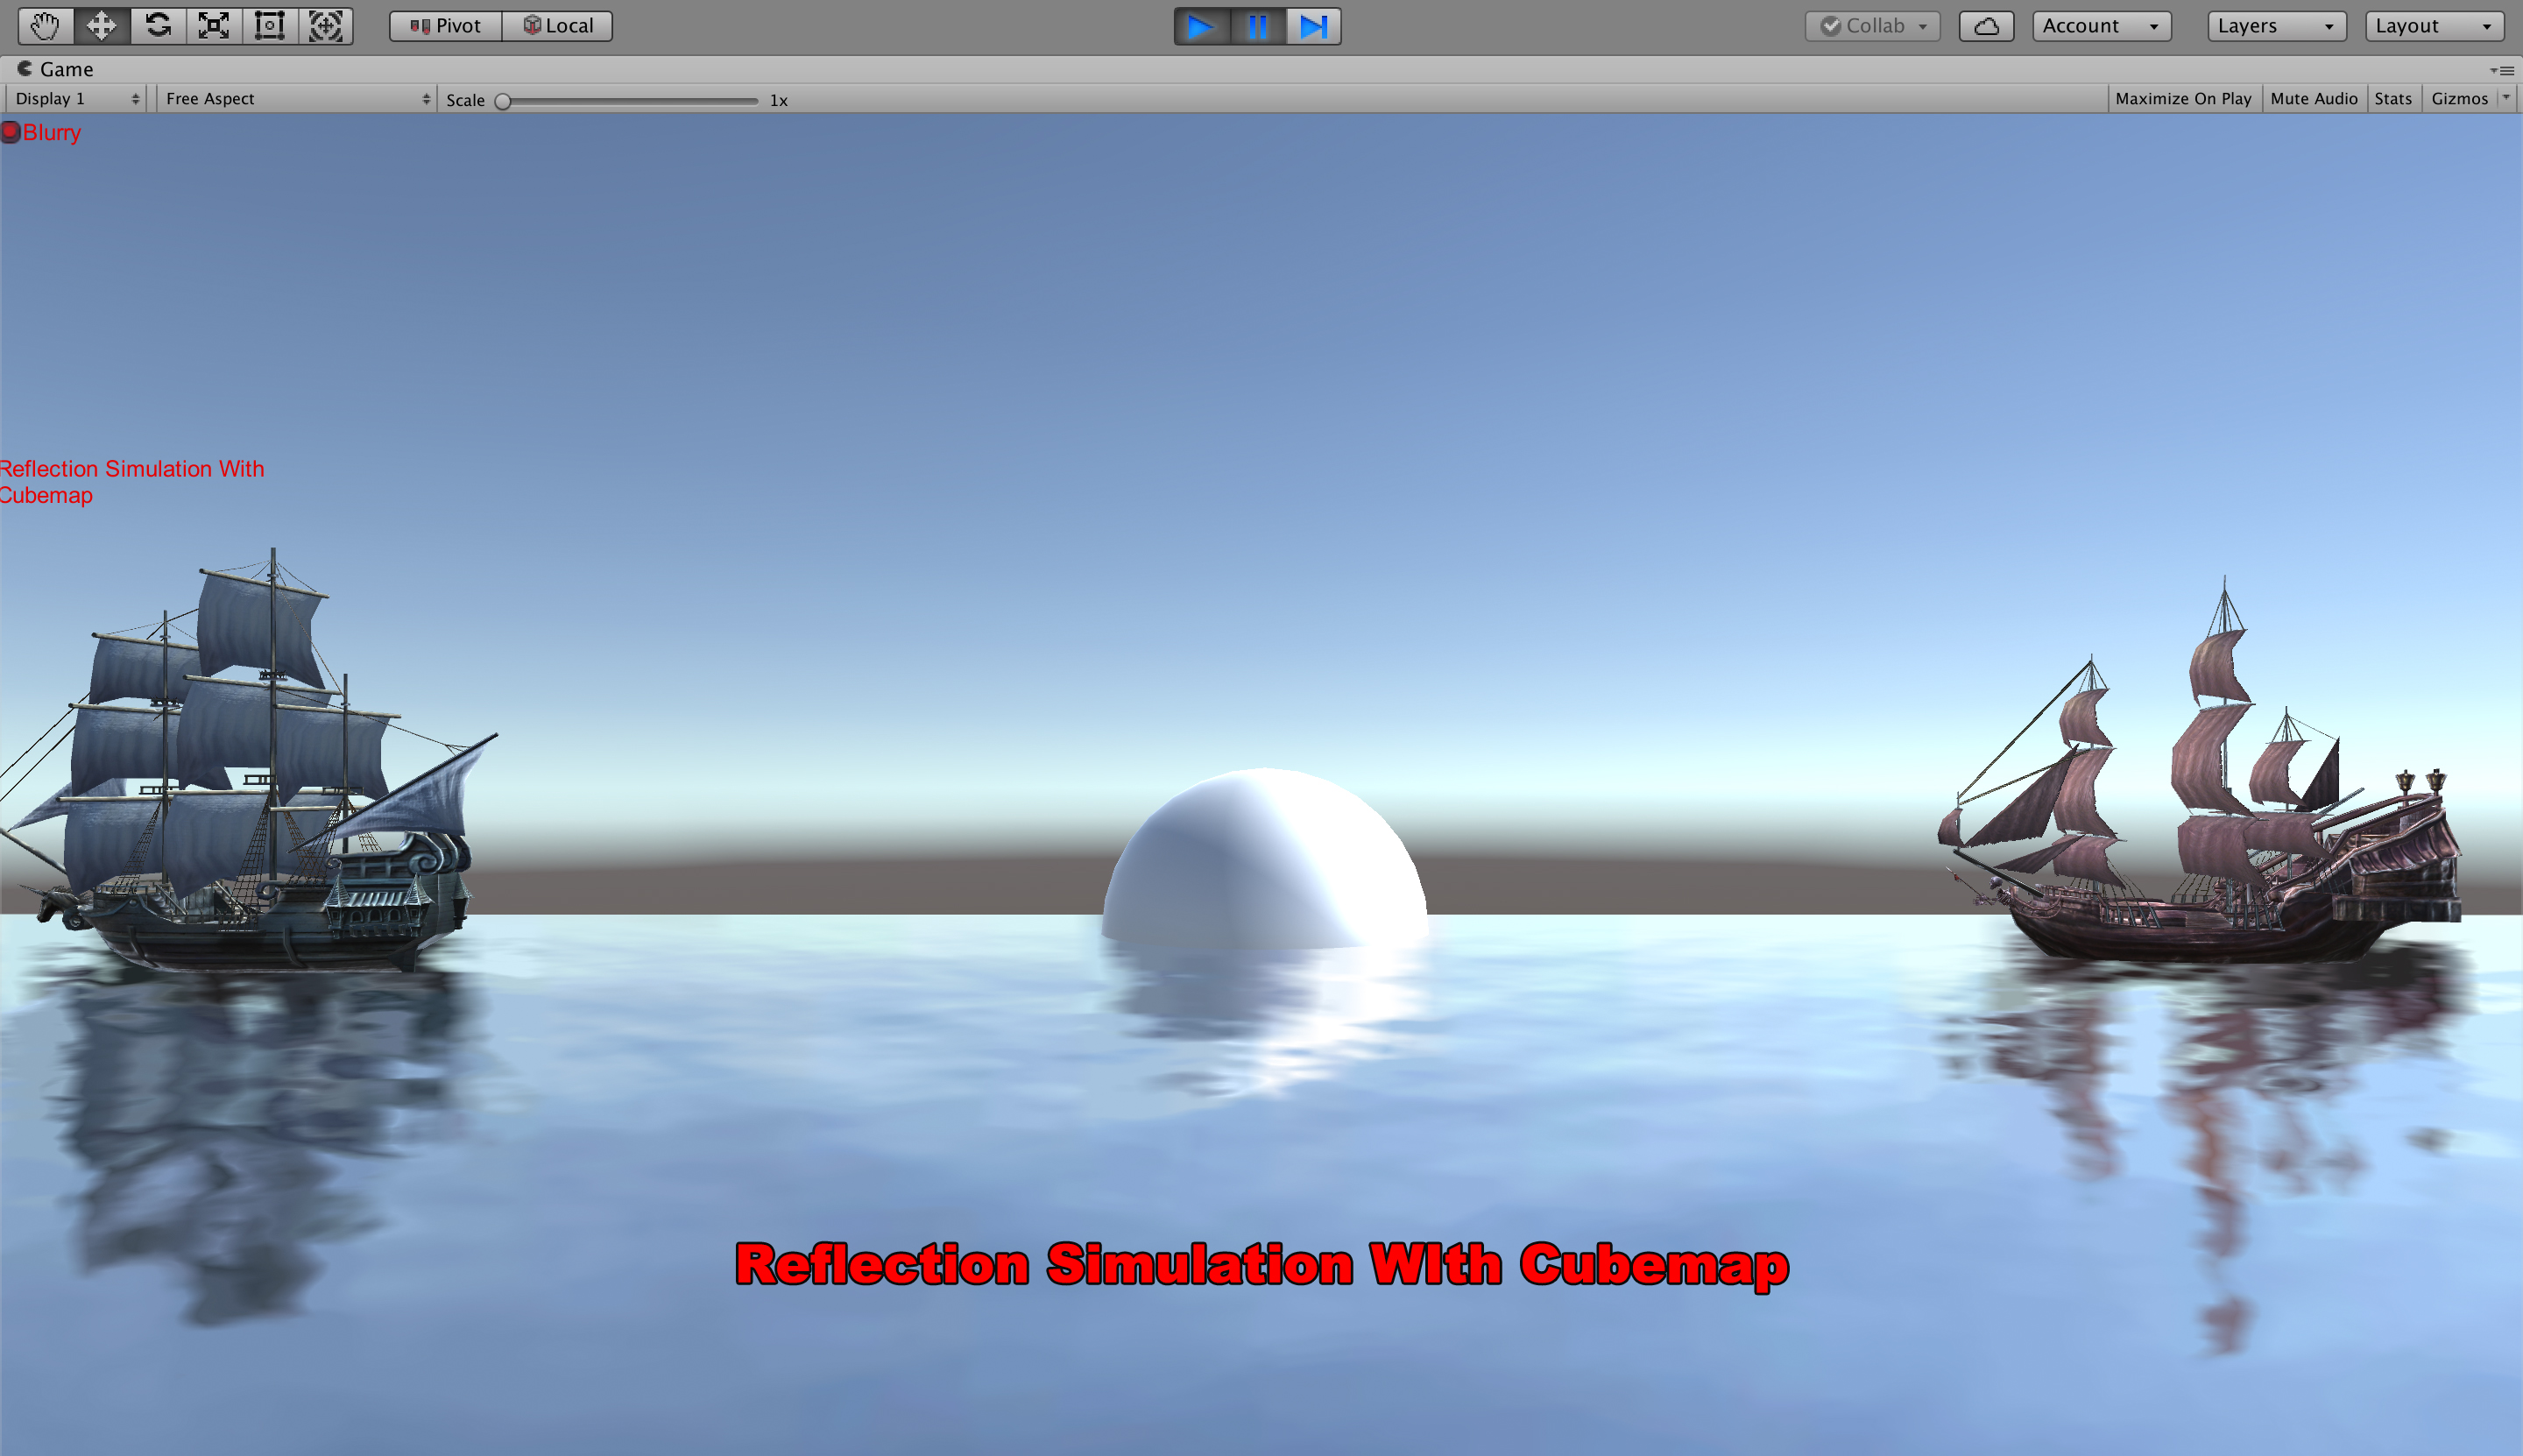 Pivot Local Collab Account Layers Layout
Game
Display 1 Free Aspect Scale 1x Maximize On Play Mute Audio Stats Gizmos
Blurry
Reflection Simulation With
Cubemap
Reflection Simulation WIth Cubemap